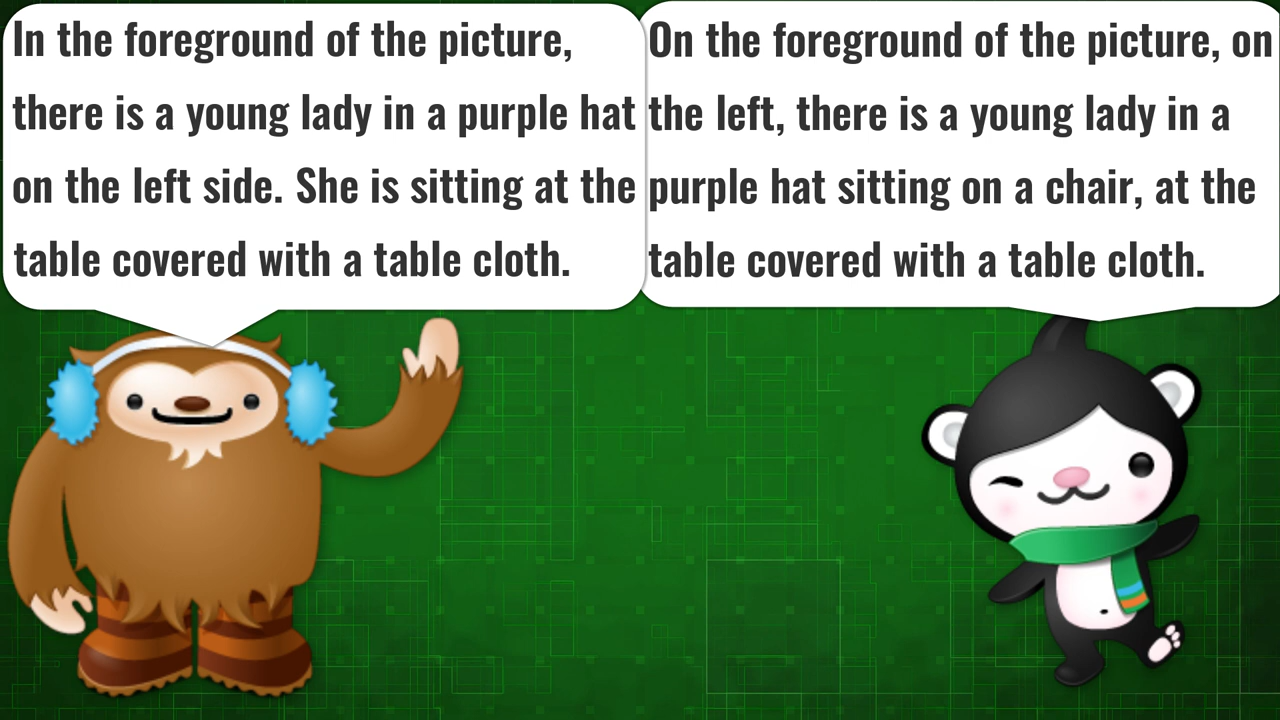 In the foreground of the picture,
there is a young lady in a purple hat
on the left side. She is sitting at the
table covered with a table cloth.
On the foreground of the picture, on
the left, there is a young lady in a
purple hat sitting on a chair, at the
table covered with a table cloth.